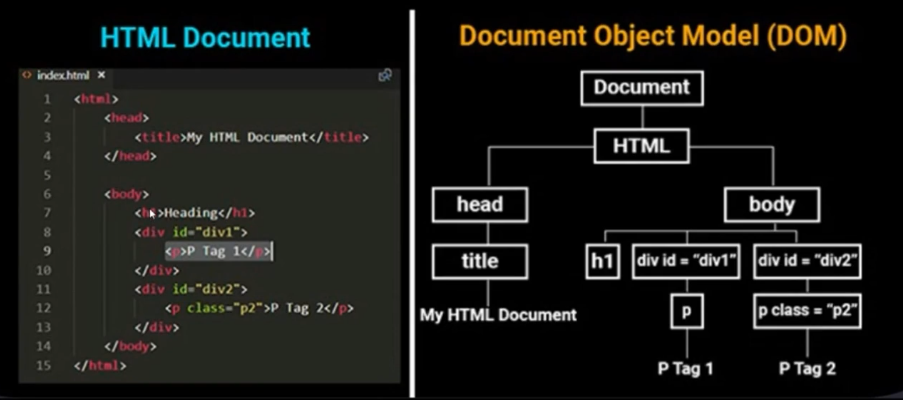 HTML Document
index.html ×
1 <html>
2 <head>
3 <title>My HTML Document</title>
4 </head>
5
6 <body>
7 <h1>Heading</h1>
8 <div id="div1">
9 <p>P Tag 1</p>
10 </div>
11 <div id="div2">
12 <p class="p2">P Tag 2</p>
13 </div>
14 </body>
15 </html>
Document Object Model (DOM)
Document
HTML
head body
title h1 div id = “div1” div id = “div2”
My HTML Document p p class = “p2”
P Tag 1 P Tag 2